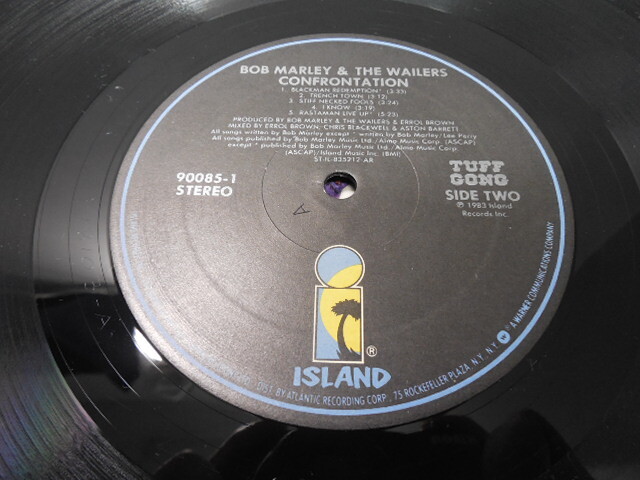 BOB MARLEY & THE WAILERS
CONFRONTATION
1. BLACKMAN REDEMPTION* (3:33)
2. TRENCH TOWN (3:12)
3. STIFF NECKED FOOLS (3:24)
4. I KNOW (3:19)
5. RASTAMAN LIVE UP* (5:23)
PRODUCED BY BOB MARLEY & THE WAILERS & ERROL BROWN
MIXED BY ERROL BROWN, CHRIS BLACKWELL & ASTON BARRETT
All songs written by Bob Marley except * written by Bob Marley/Lee Perry
All songs published by Bob Marley Music Ltd./Almo Music Corp. (ASCAP)
except * published by Bob Marley Music Ltd./Almo Music Corp.
(ASCAP)/Island Music Inc. (BMI)
ST-IL-835212-AR
90085-1
STEREO
TUFF
GONG
SIDE TWO
℗ 1983 Island
Records Inc.
A
i
®
ISLAND
DIST. BY ATLANTIC RECORDING CORP., 75 ROCKEFELLER PLAZA, N.Y., N.Y. W A WARNER COMMUNICATIONS COMPANY